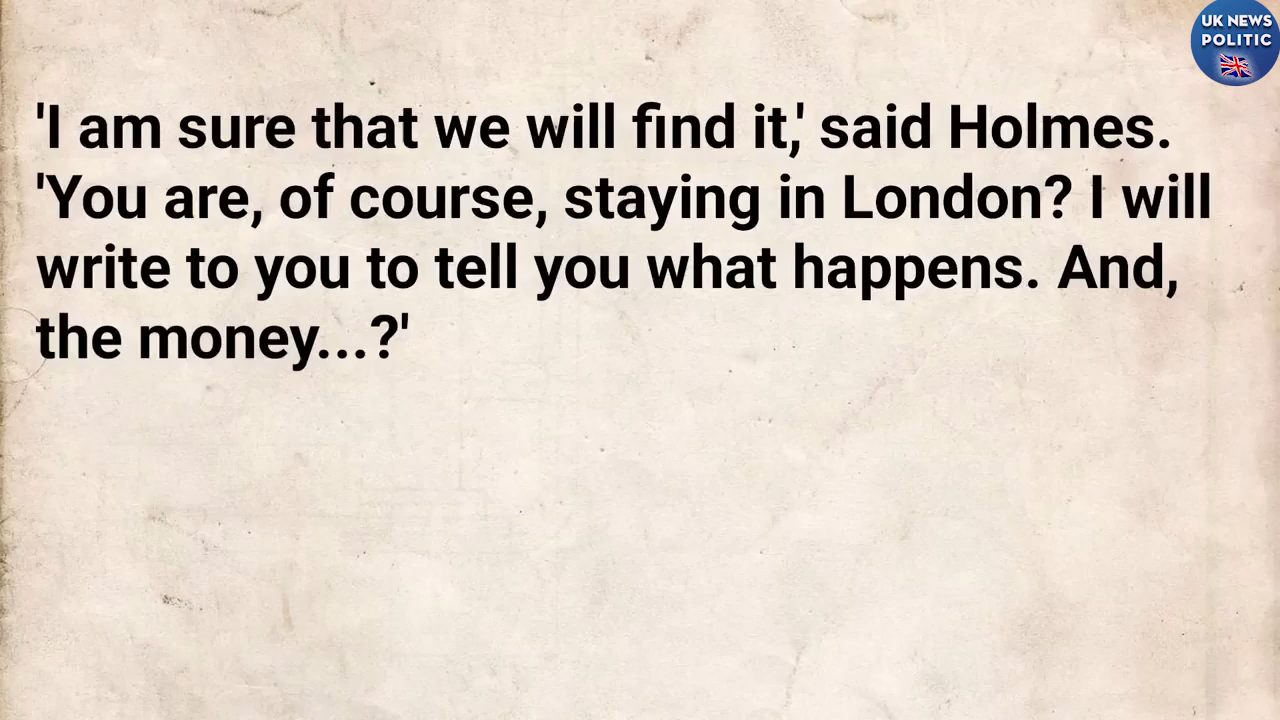 UK NEWS
POLITIC
'I am sure that we will find it,' said Holmes.
'You are, of course, staying in London? I will
write to you to tell you what happens. And,
the money...?'